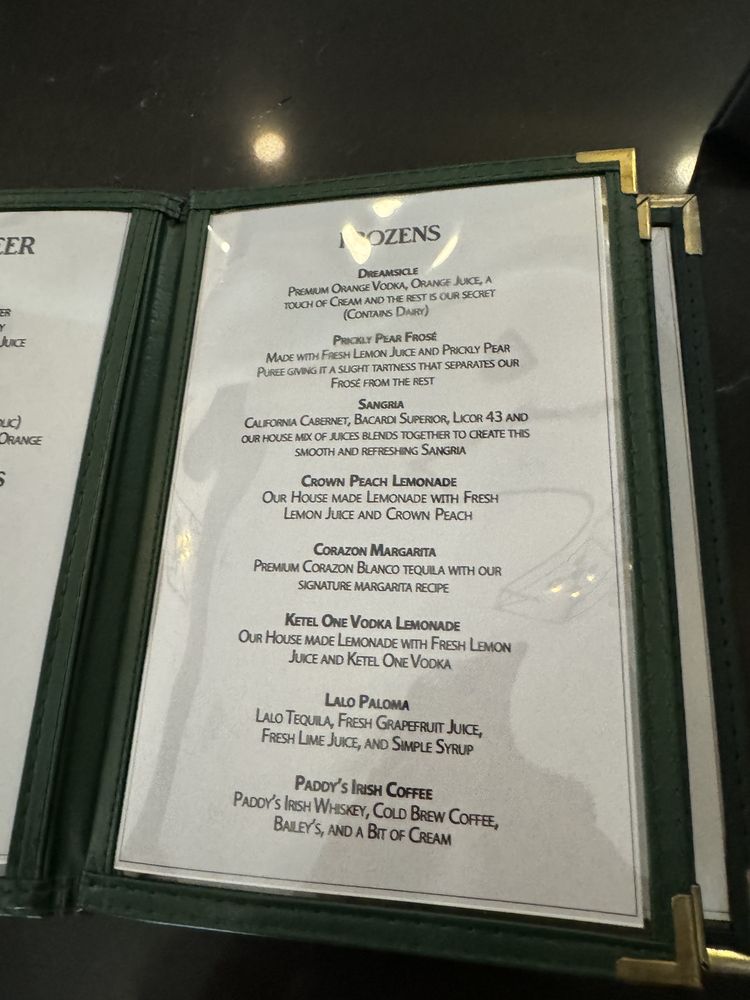 EER
ER
Y
JUICE
LIC)
ORANGE
S
FROZENS
DREAMSICLE
PREMIUM ORANGE VODKA, ORANGE JUICE, A
TOUCH OF CREAM AND THE REST IS OUR SECRET
(CONTAINS DAIRY)
PRICKLY PEAR FROSÉ
MADE WITH FRESH LEMON JUICE AND PRICKLY PEAR
PUREE GIVING IT A SLIGHT TARTNESS THAT SEPARATES OUR
FROSÉ FROM THE REST
SANGRIA
CALIFORNIA CABERNET, BACARDI SUPERIOR, LICOR 43 AND
OUR HOUSE MIX OF JUICES BLENDS TOGETHER TO CREATE THIS
SMOOTH AND REFRESHING SANGRIA
CROWN PEACH LEMONADE
OUR HOUSE MADE LEMONADE WITH FRESH
LEMON JUICE AND CROWN PEACH
CORAZON MARGARITA
PREMIUM CORAZON BLANCO TEQUILA WITH OUR
SIGNATURE MARGARITA RECIPE
KETEL ONE VODKA LEMONADE
OUR HOUSE MADE LEMONADE WITH FRESH LEMON
JUICE AND KETEL ONE VODKA
LALO PALOMA
LALO TEQUILA, FRESH GRAPEFRUIT JUICE,
FRESH LIME JUICE, AND SIMPLE SYRUP
PADDY'S IRISH COFFEE
PADDY'S IRISH WHISKEY, COLD BREW COFFEE,
BAILEY'S, AND A BIT OF CREAM